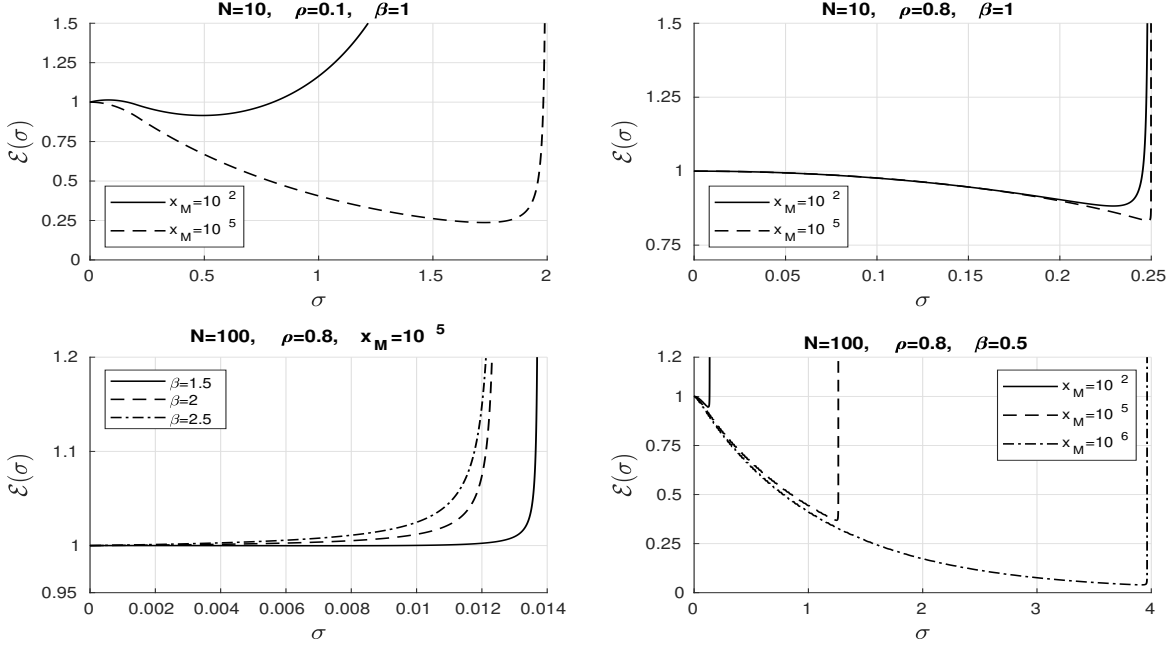 N=10, ρ=0.1, β=1
1.5
1
0.75
0.5
0.25
0
ℰ(σ)
x_M=10^2
x_M=10^5
0 0.5 1 1.5 2
σ
N=10, ρ=0.8, β=1
1.5
1.25
1
0.75
ℰ(σ)
x_M=10^2
x_M=10^5
0 0.05 0.1 0.15 0.2 0.25
σ
N=100, ρ=0.8, x_M=10^5
1.2
1.1
1
0.95
ℰ(σ)
β=1.5
β=2
β=2.5
0 0.002 0.004 0.006 0.008 0.01 0.012 0.014
σ
N=100, ρ=0.8, β=0.5
1.2
1
0.75
0.5
0.25
0
ℰ(σ)
x_M=10^2
x_M=10^5
x_M=10^6
0 1 2 3 4
σ